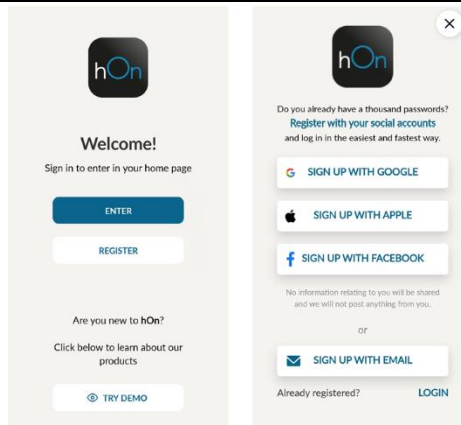 hOn
Welcome!
Sign in to enter in your home page
ENTER
REGISTER
Are you new to hOn?
Click below to learn about our
products
TRY DEMO
hOn
Do you already have a thousand passwords?
Register with your social accounts
and log in in the easiest and fastest way.
SIGN UP WITH GOOGLE
SIGN UP WITH APPLE
SIGN UP WITH FACEBOOK
No information relating to you will be shared
and we will not post anything from you.
or
SIGN UP WITH EMAIL
Already registered? LOGIN